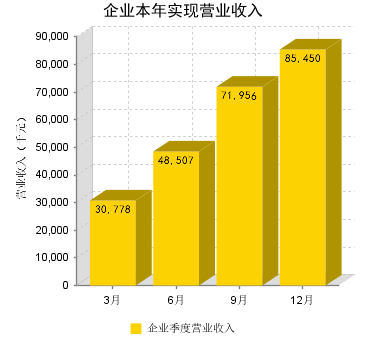 企业本年实现营业收入
营业收入（千元）
90,000
80,000
70,000
60,000
50,000
40,000
30,000
20,000
10,000
0
30,778
48,507
71,956
85,450
3月
6月
9月
12月
企业季度营业收入